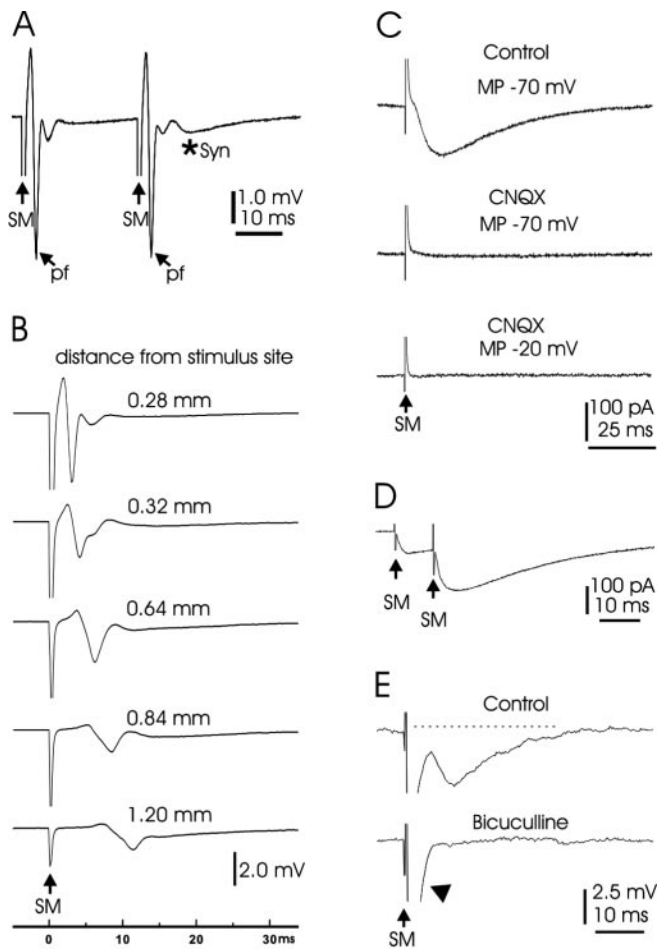 A
SM
pf
SM
pf
*Syn
1.0 mV
10 ms
B
distance from stimulus site
0.28 mm
0.32 mm
0.64 mm
0.84 mm
1.20 mm
2.0 mV
SM
0 10 20 30ms
C
Control
MP -70 mV
CNQX
MP -70 mV
CNQX
MP -20 mV
SM
100 pA
25 ms
D
SM
SM
100 pA
10 ms
E
Control
Bicuculline
SM
2.5 mV
10 ms